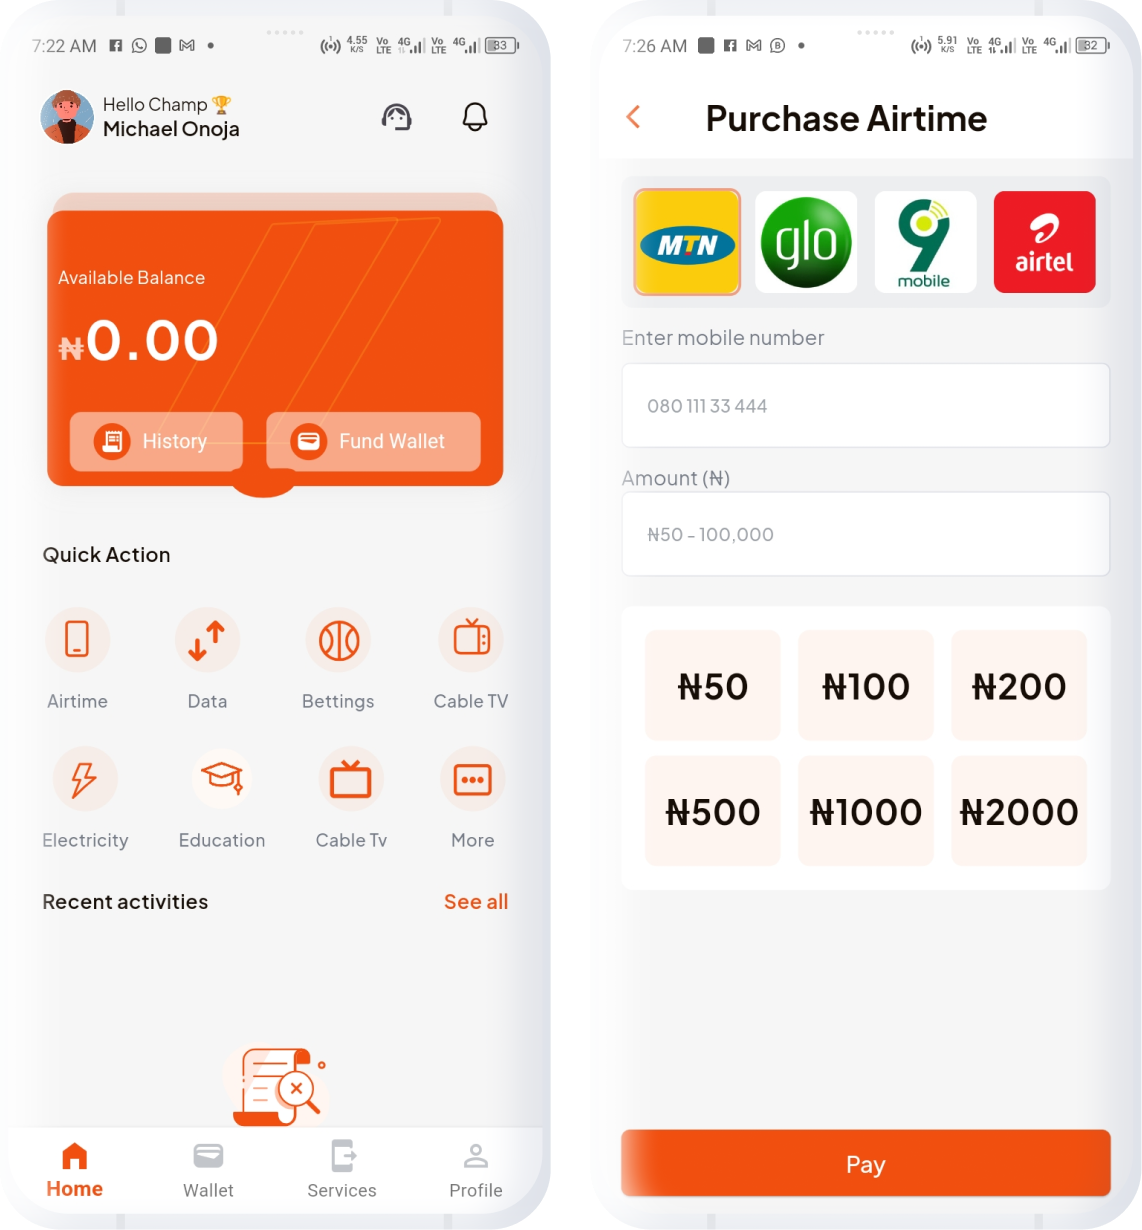 7:22 AM
4.55 K/S Vo LTE 4G Vo LTE 4G 33
Hello Champ 🏆
Michael Onoja
Available Balance
₦0.00
History
Fund Wallet
Quick Action
Airtime
Data
Bettings
Cable TV
Electricity
Education
Cable Tv
More
Recent activities
See all
Home
Wallet
Services
Profile
7:26 AM
5.91 K/S Vo LTE 4G Vo LTE 4G 32
Purchase Airtime
MTN
glo
9
mobile
airtel
Enter mobile number
080 111 33 444
Amount (₦)
₦50 - 100,000
₦50
₦100
₦200
₦500
₦1000
₦2000
Pay